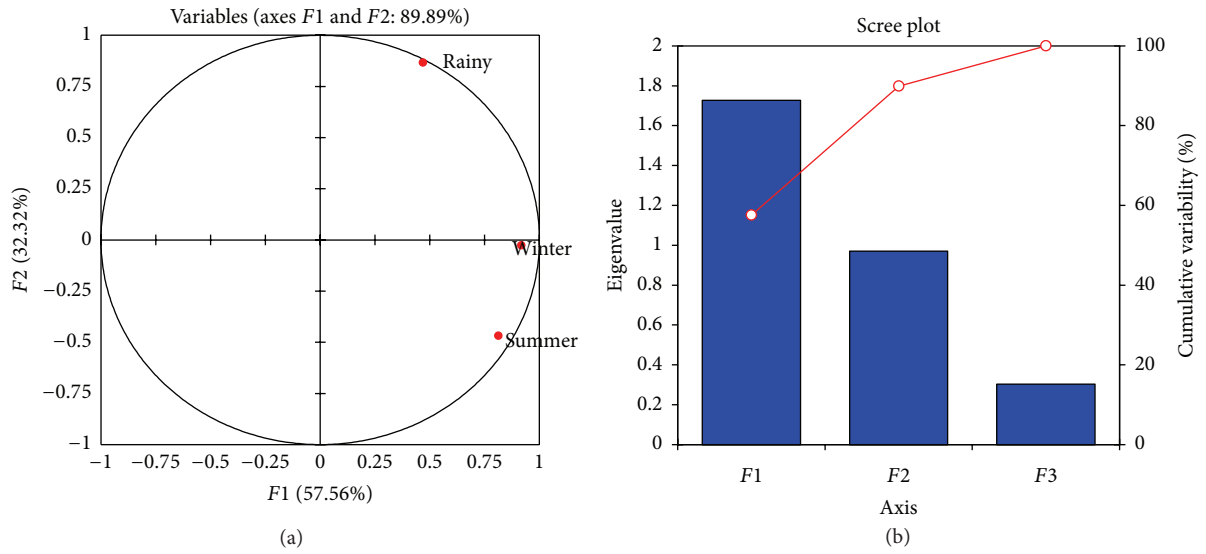 Variables (axes F1 and F2: 89.89%)
1
0.75
0.5
0.25
0
−0.25
−0.5
−0.75
−1
F2 (32.32%)
Rainy
Winter
Summer
−1 −0.75 −0.5 −0.25 0 0.25 0.5 0.75 1
F1 (57.56%)
(a)
Scree plot
2
1.8
1.6
1.4
1.2
1
0.8
0.6
0.4
0.2
0
Eigenvalue
100
80
60
40
20
0
Cumulative variability (%)
F1 F2 F3
Axis
(b)